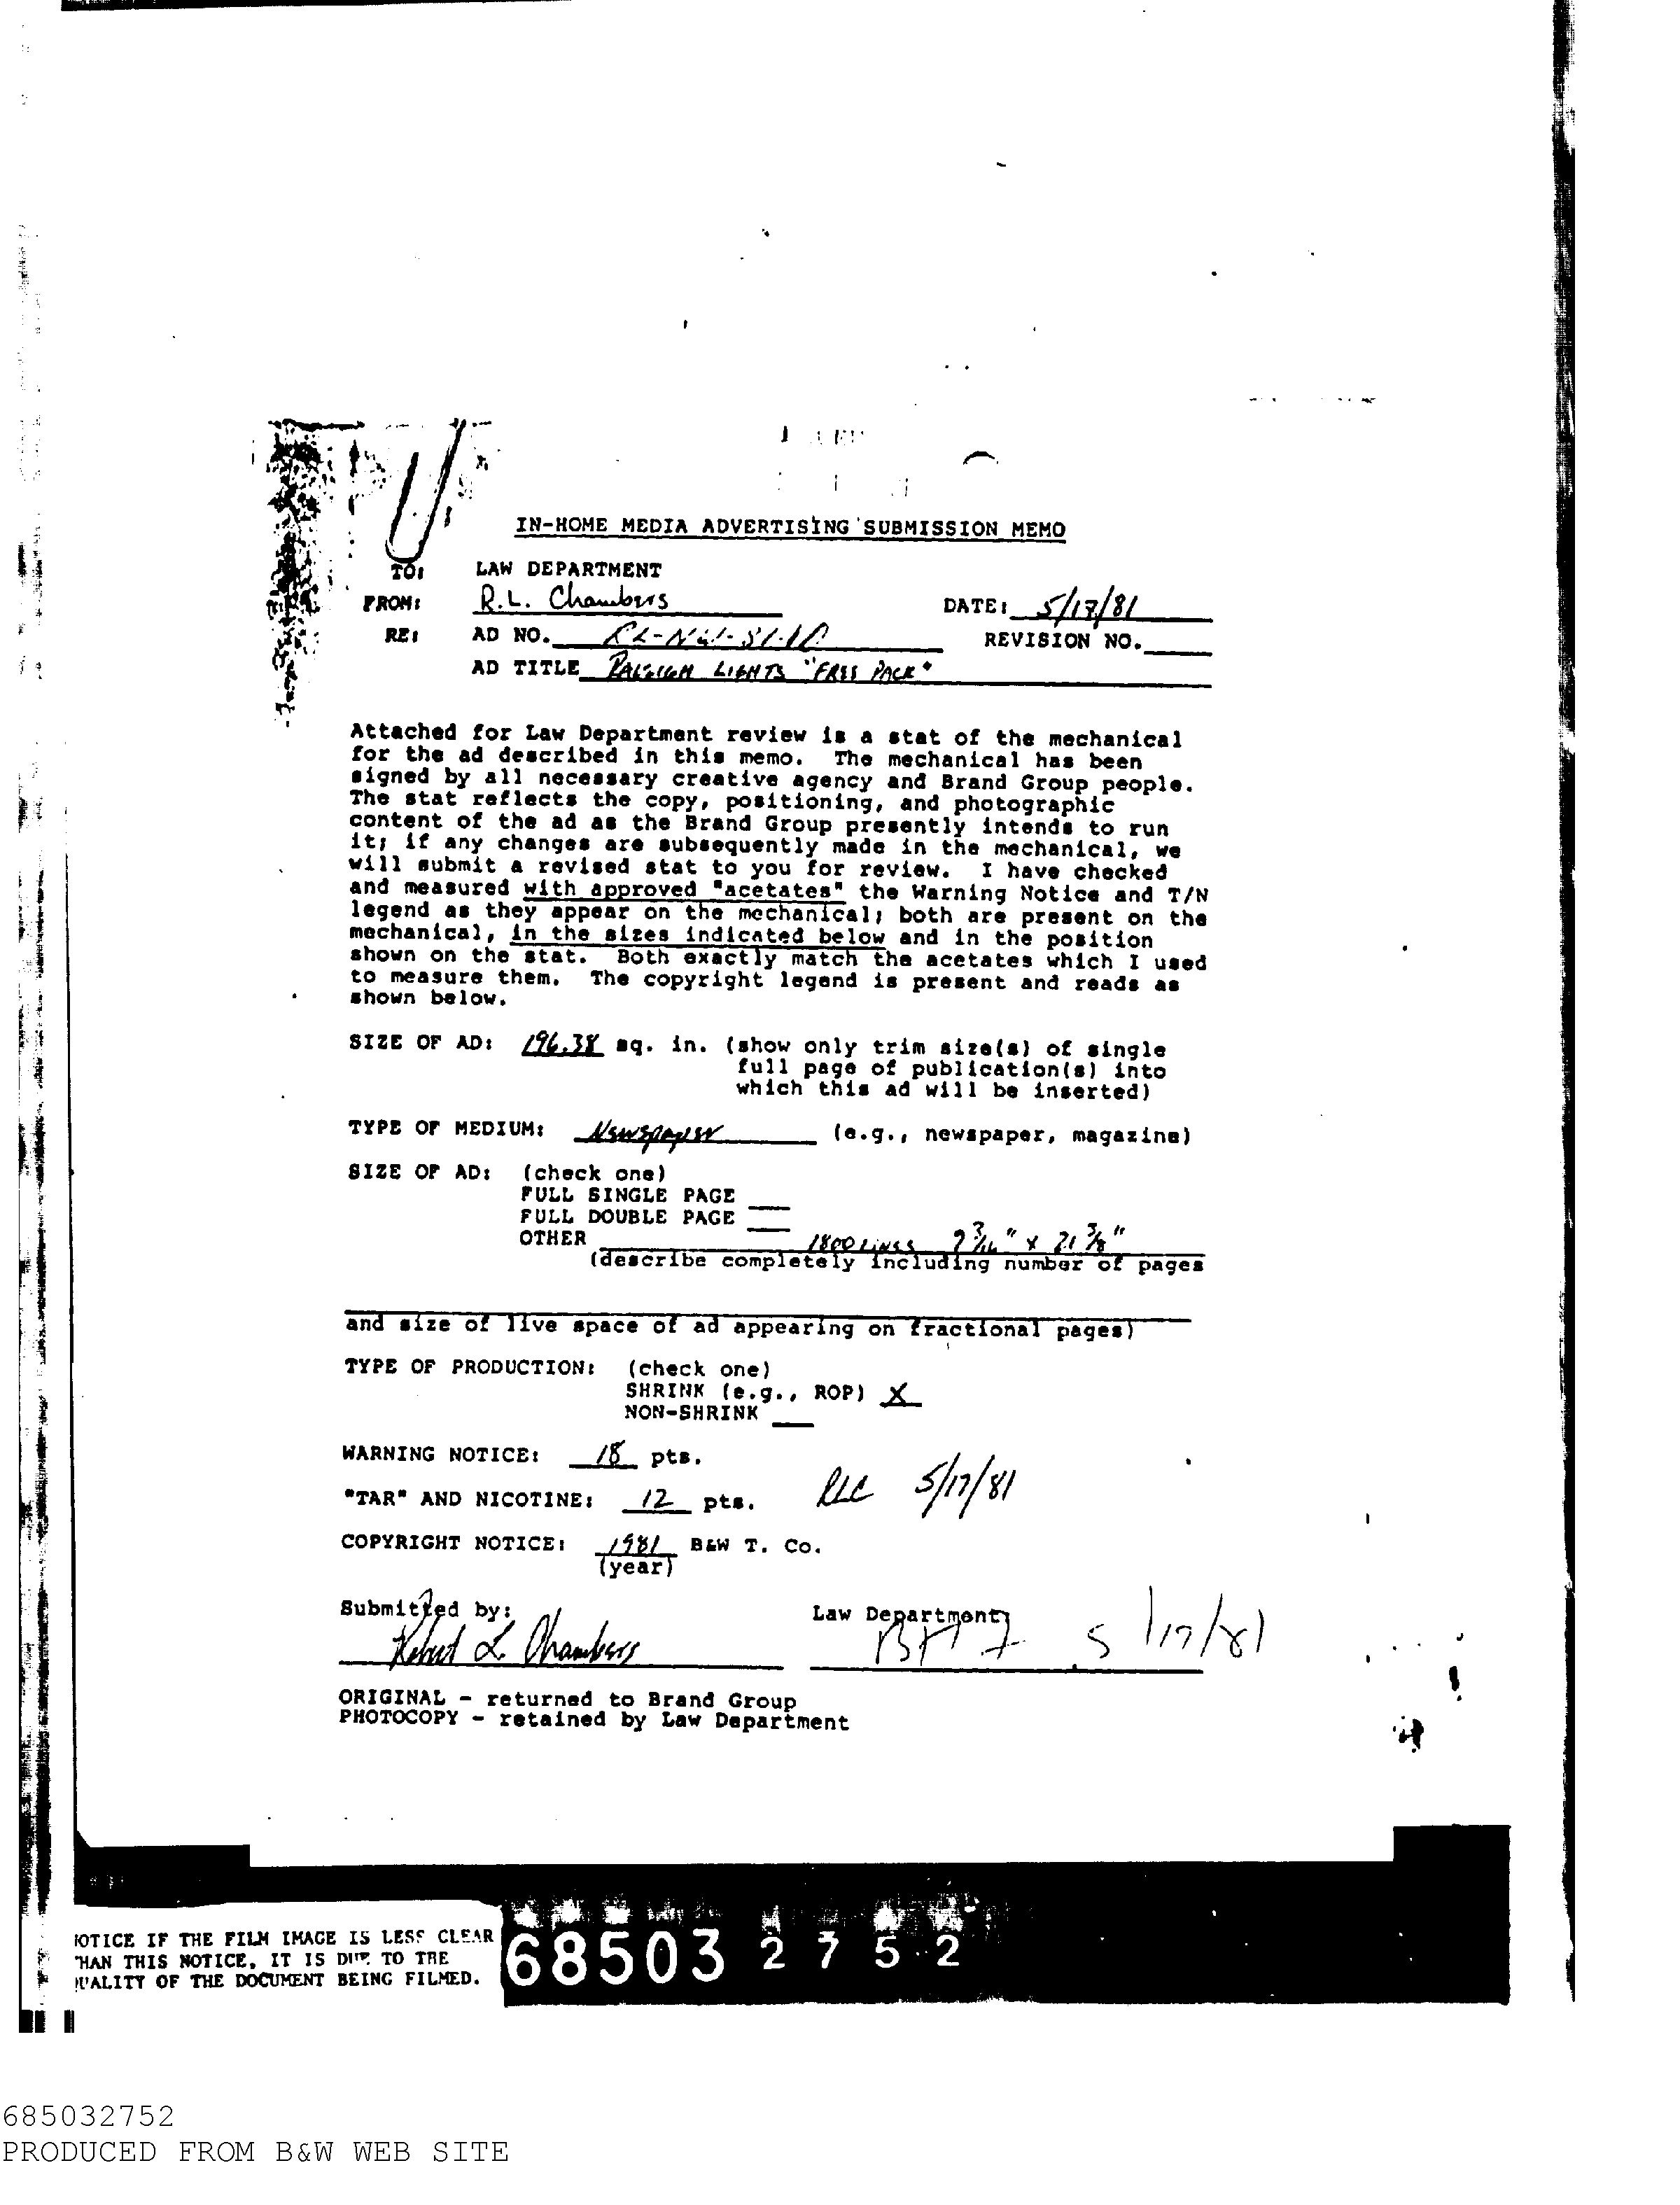 IN-HOME MEDIA ADVERTISING SUBMISSION MEMO
TO: LAW DEPARTMENT
FROM: R.L. Chambers DATE: 5/17/81
RE: AD NO. REVISION NO.
AD TITLE RALEIGH LIGHTS "FREE PACK"
Attached for Law Department review is a stat of the mechanical
for the ad described in this memo. The mechanical has been
signed by all necessary creative agency and Brand Group people.
The stat reflects the copy, positioning, and photographic
content of the ad as the Brand Group presently intends to run
it; if any changes are subsequently made in the mechanical, we
will submit a revised stat to you for review. I have checked
and measured with approved "acetates" the Warning Notice and T/N
legend as they appear on the mechanical; both are present on the
mechanical, in the sizes indicated below and in the position
shown on the stat. Both exactly match the acetates which I used
to measure them. The copyright legend is present and reads as
shown below.
SIZE OF AD: 196.38 sq. in. (show only trim size(s) of single
full page of publication(s) into
which this ad will be inserted)
TYPE OF MEDIUM: Newspaper (e.g., newspaper, magazine)
SIZE OF AD: (check one)
FULL SINGLE PAGE
FULL DOUBLE PAGE
OTHER 1800 LINES 9 3/16" x 21 3/8"
(describe completely including number of pages
and size of live space of ad appearing on fractional pages)
TYPE OF PRODUCTION: (check one)
SHRINK (e.g., ROP) X
NON-SHRINK
WARNING NOTICE: 18 pts.
RLC 5/17/81
"TAR" AND NICOTINE: 12 pts.
COPYRIGHT NOTICE: 1981 B&W T. Co.
(year)
Submitted by: Law Department:
Robert L. Chambers 5/17/81
ORIGINAL - returned to Brand Group
PHOTOCOPY - retained by Law Department
NOTICE IF THE FILM IMAGE IS LESS CLEAR
THAN THIS NOTICE, IT IS DUE TO THE
QUALITY OF THE DOCUMENT BEING FILMED.
68503 2752
685032752
PRODUCED FROM B&W WEB SITE